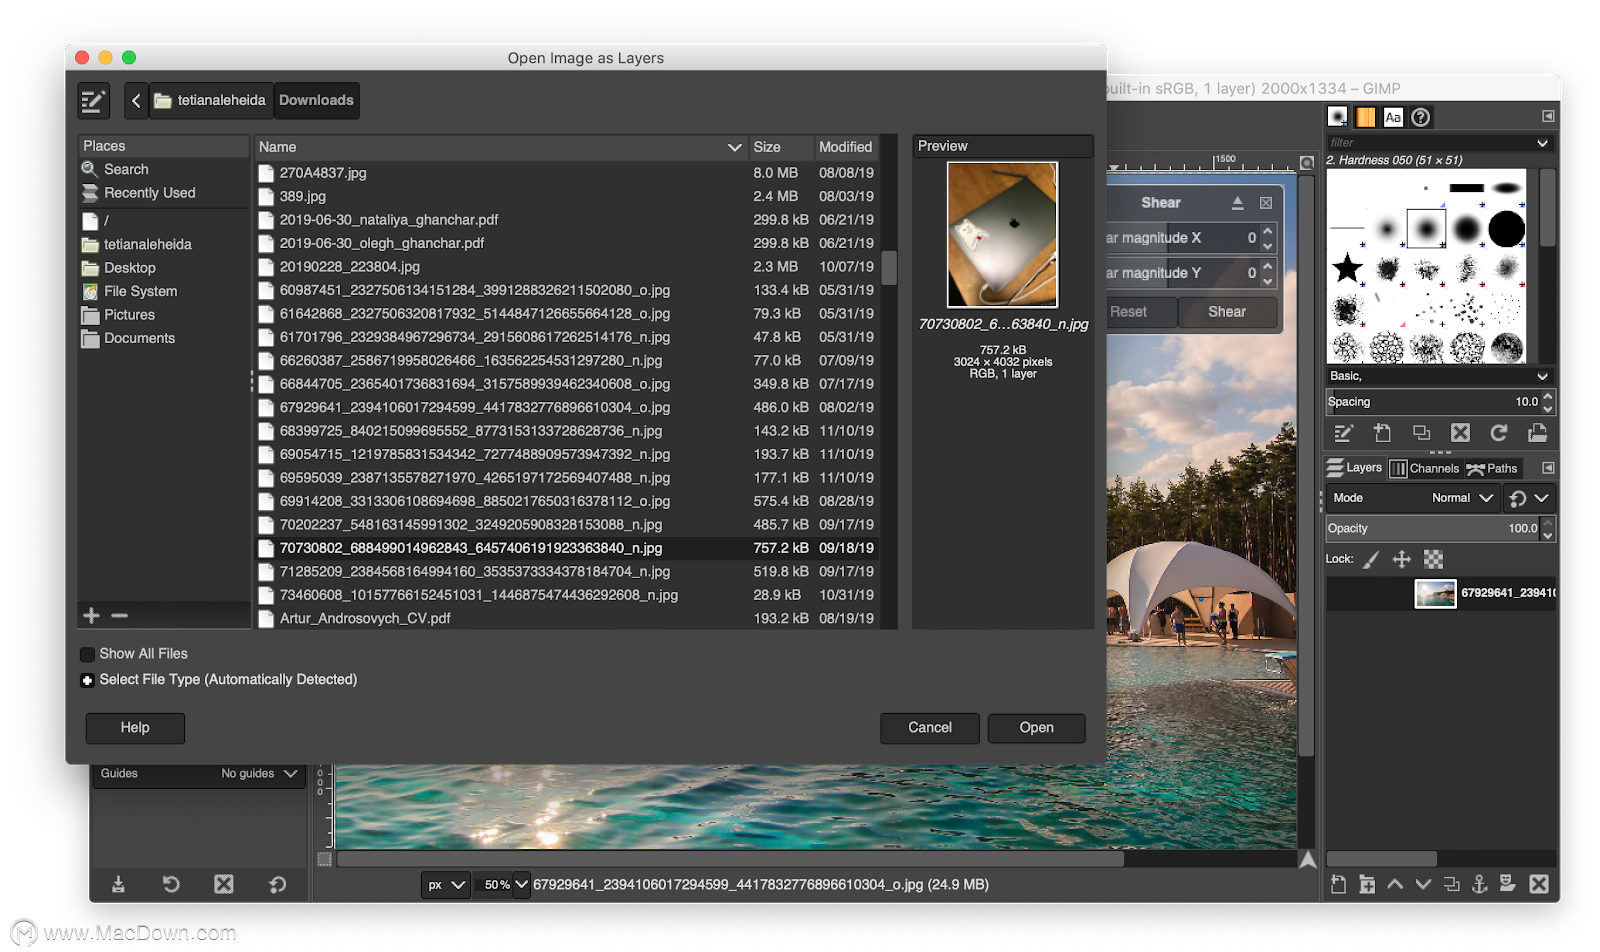 Open Image as Layers
uilt-in sRGB, 1 layer) 2000x1334 – GIMP
tetianaleheida Downloads
Places
Search
Recently Used
/
tetianaleheida
Desktop
File System
Pictures
Documents
Name Size Modified
270A4837.jpg 8.0 MB 08/08/19
389.jpg 2.4 MB 08/03/19
2019-06-30_nataliya_ghanchar.pdf 299.8 kB 06/21/19
2019-06-30_olegh_ghanchar.pdf 299.8 kB 06/21/19
20190228_223804.jpg 2.3 MB 10/07/19
60987451_2327506134151284_3991288326211502080_o.jpg 133.4 kB 05/31/19
61642868_2327506320817932_5144847126655664128_o.jpg 79.3 kB 05/31/19
61701796_2329384967296734_2915608617262514176_n.jpg 47.8 kB 05/31/19
66260387_2586719958026466_163562254531297280_n.jpg 77.0 kB 07/09/19
66844705_2365401736831694_3157589939462340608_o.jpg 349.8 kB 07/17/19
67929641_2394106017294599_4417832776896610304_o.jpg 486.0 kB 08/02/19
68399725_840215099695552_8773153133728628736_n.jpg 143.2 kB 11/10/19
69054715_1219785831534342_7277488909573947392_n.jpg 193.7 kB 11/10/19
69595039_2387135578271970_4265197172569407488_n.jpg 177.1 kB 11/10/19
69914208_3313306108694698_8850217650316378112_o.jpg 575.4 kB 08/28/19
70202237_548163145991302_3249205908328153088_n.jpg 485.7 kB 09/17/19
70730802_688499014962843_6457406191923363840_n.jpg 757.2 kB 09/18/19
71285209_2384568164994160_3535373334378184704_n.jpg 519.8 kB 09/17/19
73460608_10157766152451031_1446875474436292608_n.jpg 28.9 kB 10/31/19
Artur_Androsovych_CV.pdf 193.2 kB 08/19/19
Preview
70730802_6...63840_n.jpg
757.2 kB
3024 × 4032 pixels
RGB, 1 layer
Show All Files
Select File Type (Automatically Detected)
Help Cancel Open
1500
Shear
ar magnitude X 0
ar magnitude Y 0
Reset Shear
Aa
filter
2. Hardness 050 (51 × 51)
Basic,
Spacing 10.0
Layers Channels Paths
Mode Normal
Opacity 100.0
Lock:
67929641_23941
Guides No guides
px 50% 67929641_2394106017294599_4417832776896610304_o.jpg (24.9 MB)
www.MacDown.com